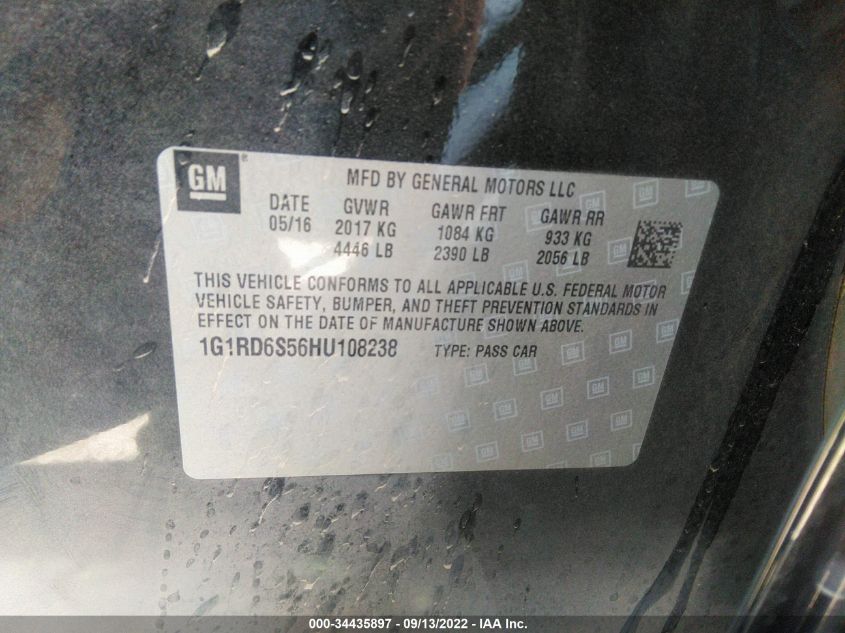 GM
MFD BY GENERAL MOTORS LLC
DATE GVWR GAWR FRT GAWR RR
05/16 2017 KG 1084 KG 933 KG
4446 LB 2390 LB 2056 LB
THIS VEHICLE CONFORMS TO ALL APPLICABLE U.S. FEDERAL MOTOR
VEHICLE SAFETY, BUMPER, AND THEFT PREVENTION STANDARDS IN
EFFECT ON THE DATE OF MANUFACTURE SHOWN ABOVE.
1G1RD6S56HU108238 TYPE: PASS CAR
000-34435897 - 09/13/2022 - IAA Inc.